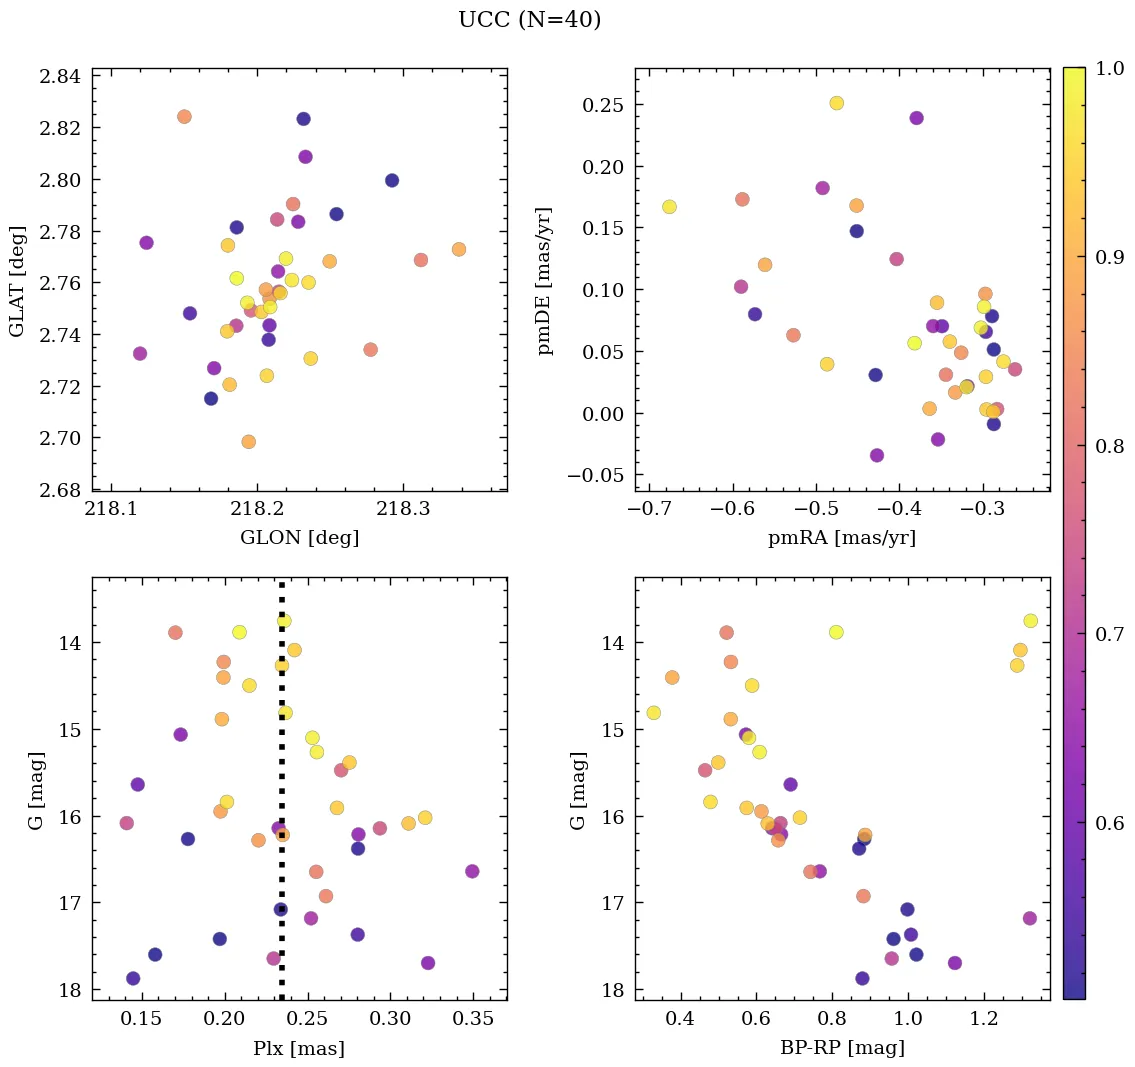 UCC (N=40)
2.84
2.82
2.80
2.78
2.76
2.74
2.72
2.70
2.68
GLAT [deg]
218.1 218.2 218.3
GLON [deg]
0.25
0.20
0.15
0.10
0.05
0.00
−0.05
pmDE [mas/yr]
−0.7 −0.6 −0.5 −0.4 −0.3
pmRA [mas/yr]
14
15
16
17
18
G [mag]
0.15 0.20 0.25 0.30 0.35
Plx [mas]
14
15
16
17
18
G [mag]
0.4 0.6 0.8 1.0 1.2
BP-RP [mag]
1.0
0.9
0.8
0.7
0.6